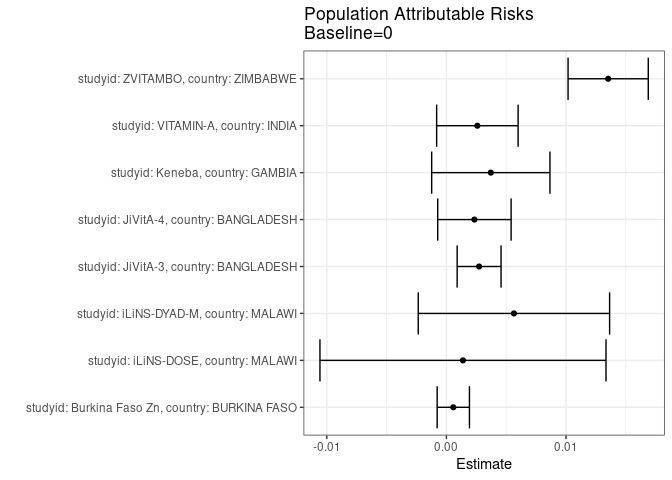 Population Attributable Risks
Baseline=0
studyid: ZVITAMBO, country: ZIMBABWE
studyid: VITAMIN-A, country: INDIA
studyid: Keneba, country: GAMBIA
studyid: JiVitA-4, country: BANGLADESH
studyid: JiVitA-3, country: BANGLADESH
studyid: iLiNS-DYAD-M, country: MALAWI
studyid: iLiNS-DOSE, country: MALAWI
studyid: Burkina Faso Zn, country: BURKINA FASO
-0.01 0.00 0.01
Estimate